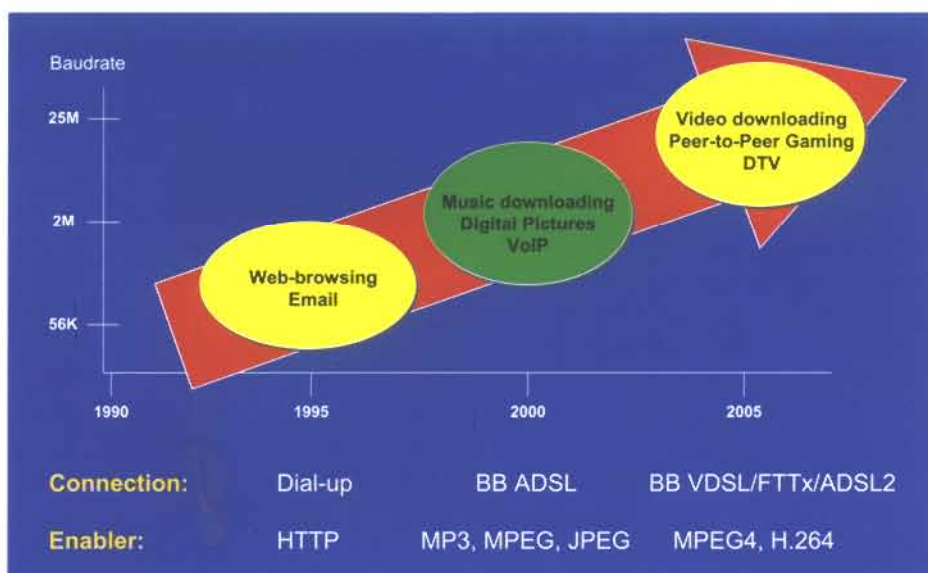 Baudrate
25M
2M
56K
Video downloading
Peer-to-Peer Gaming
DTV
Music downloading
Digital Pictures
VoIP
Web-browsing
Email
1990
1995
2000
2005
Connection: Dial-up BB ADSL BB VDSL/FTTx/ADSL2
Enabler: HTTP MP3, MPEG, JPEG MPEG4, H.264